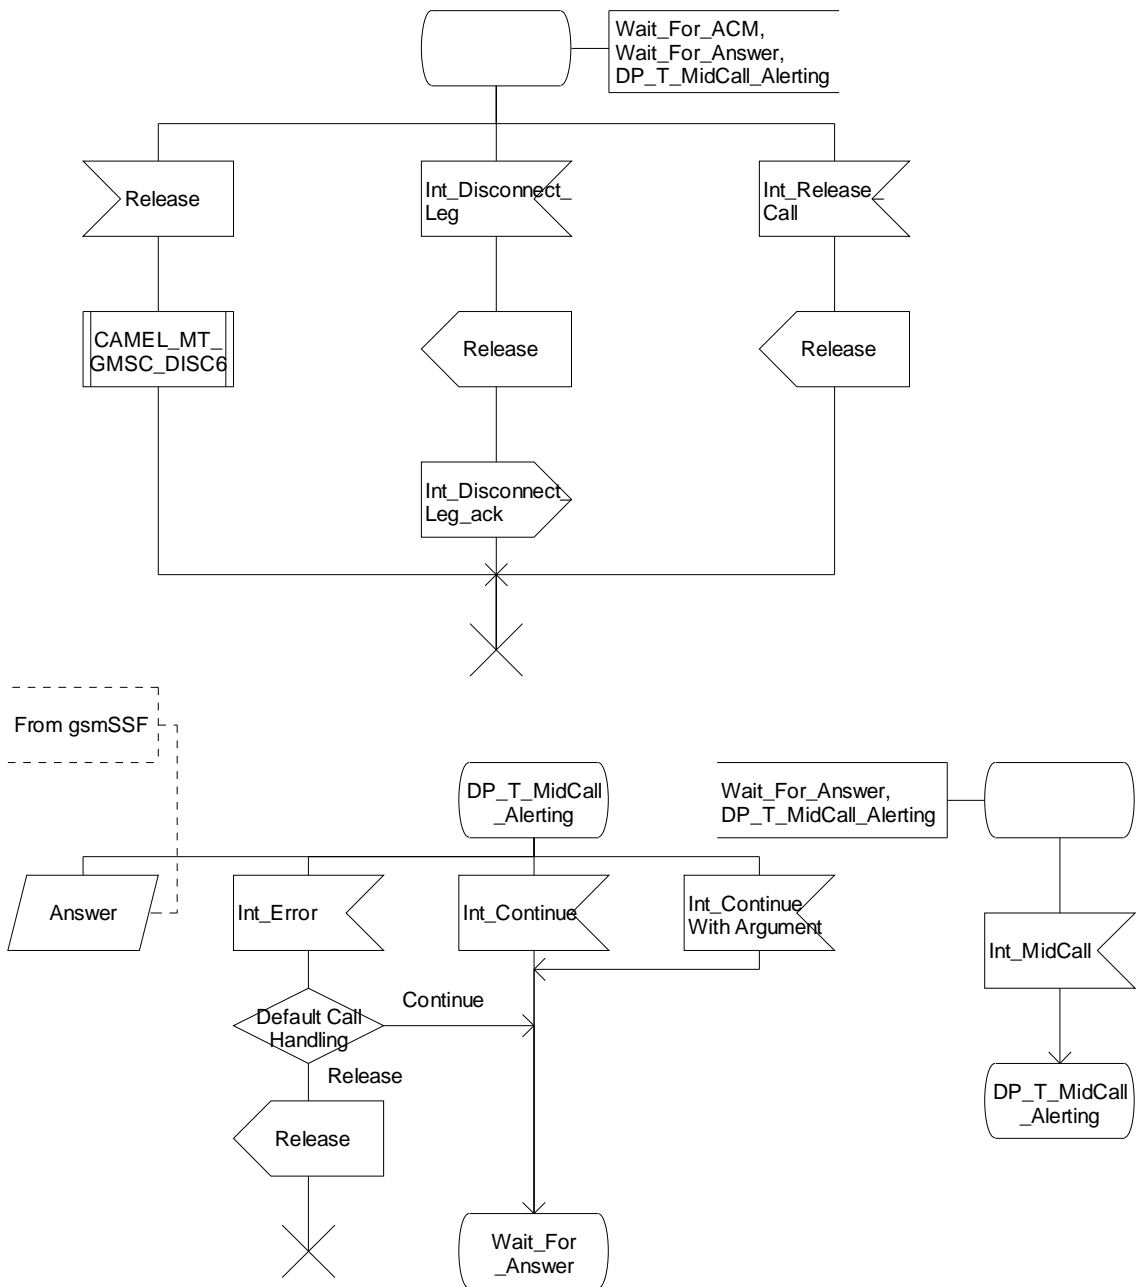 Wait_For_ACM,
Wait_For_Answer,
DP_T_MidCall_Alerting
Release
Int_Disconnect_
Leg
Int_Release_
Call
CAMEL_MT_
GMSC_DISC6
Release
Release
Int_Disconnect_
Leg_ack
From gsmSSF
DP_T_MidCall
_Alerting
Wait_For_Answer,
DP_T_MidCall_Alerting
Answer
Int_Error
Int_Continue
Int_Continue_
With Argument
Int_MidCall
Default Call
Handling
Continue
Release
Release
DP_T_MidCall
_Alerting
Wait_For
_Answer